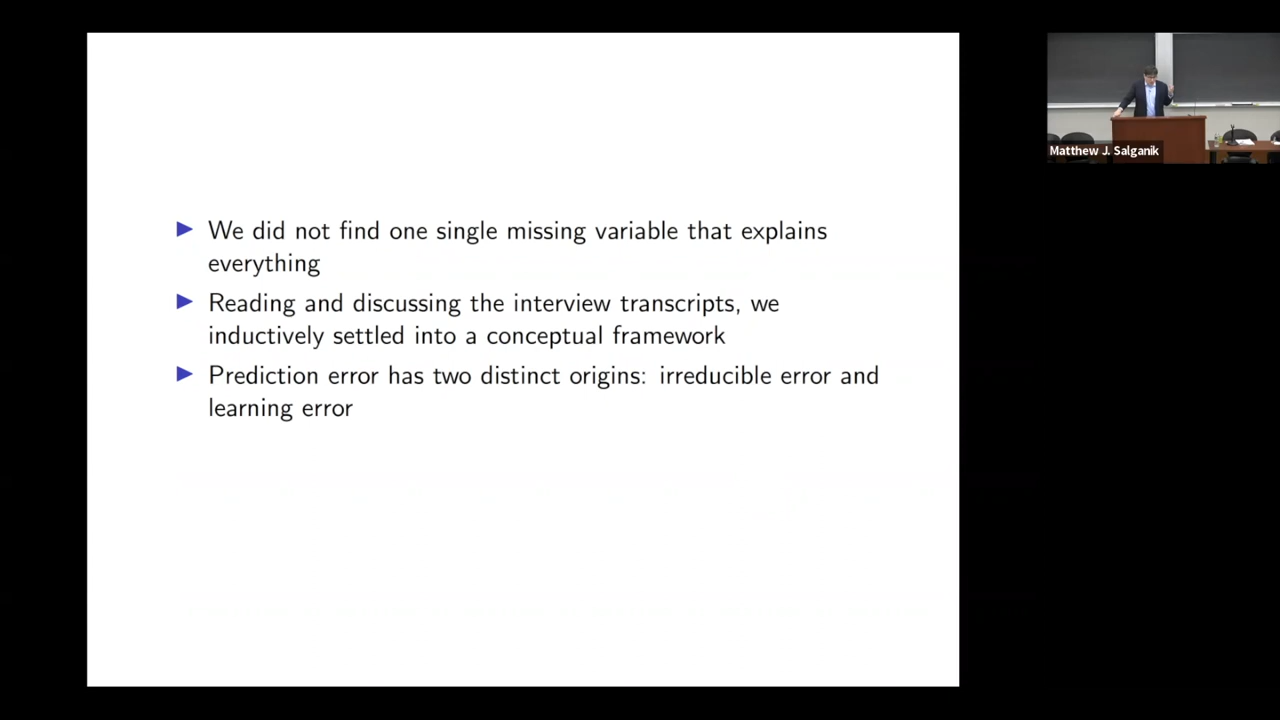 We did not find one single missing variable that explains
everything
Reading and discussing the interview transcripts, we
inductively settled into a conceptual framework
Prediction error has two distinct origins: irreducible error and
learning error
Matthew J. Salganik